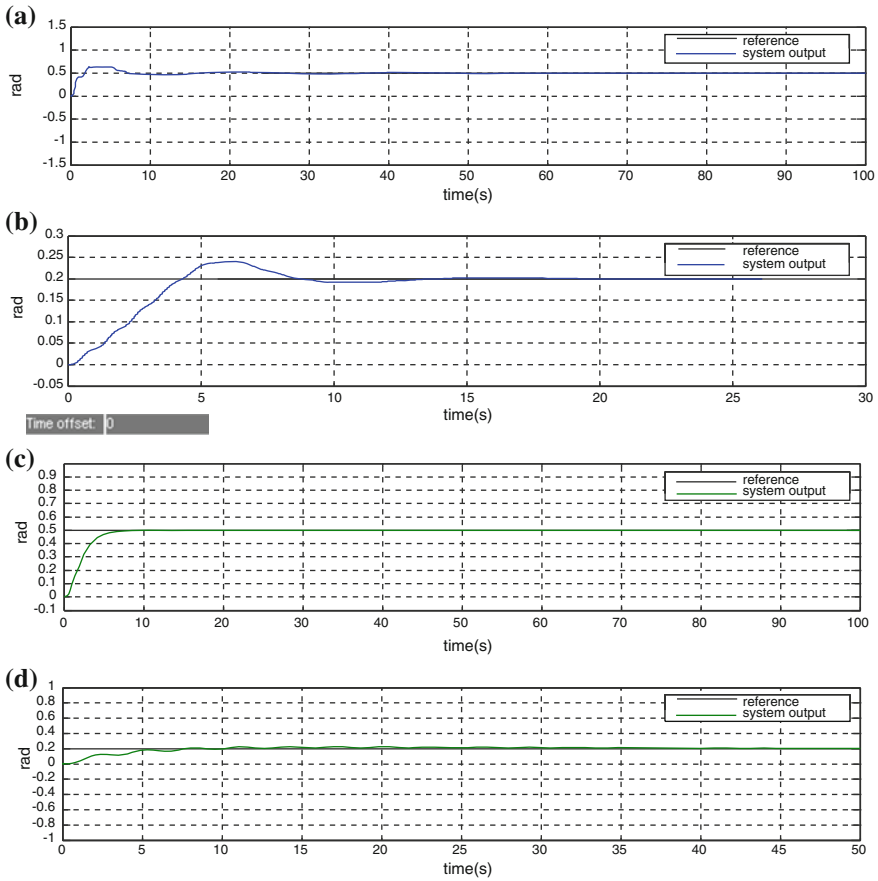 (a)
1.5
1
0.5
0
-0.5
-1
-1.5
rad
reference
system output
0 10 20 30 40 50 60 70 80 90 100
time(s)
(b)
0.3
0.25
0.2
0.15
0.1
0.05
0
-0.05
rad
reference
system output
0 5 10 15 20 25 30
time(s)
Time offset: 0
(c)
0.9
0.8
0.7
0.6
0.5
0.4
0.3
0.2
0.1
0
-0.1
rad
reference
system output
0 10 20 30 40 50 60 70 80 90 100
time(s)
(d)
1
0.8
0.6
0.4
0.2
0
-0.2
-0.4
-0.6
-0.8
-1
rad
reference
system output
0 5 10 15 20 25 30 35 40 45 50
time(s)